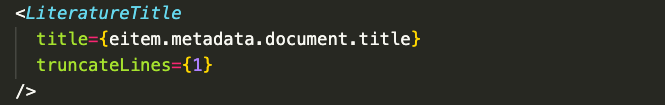 <LiteratureTitle
title={eitem.metadata.document.title}
truncateLines={1}
/>